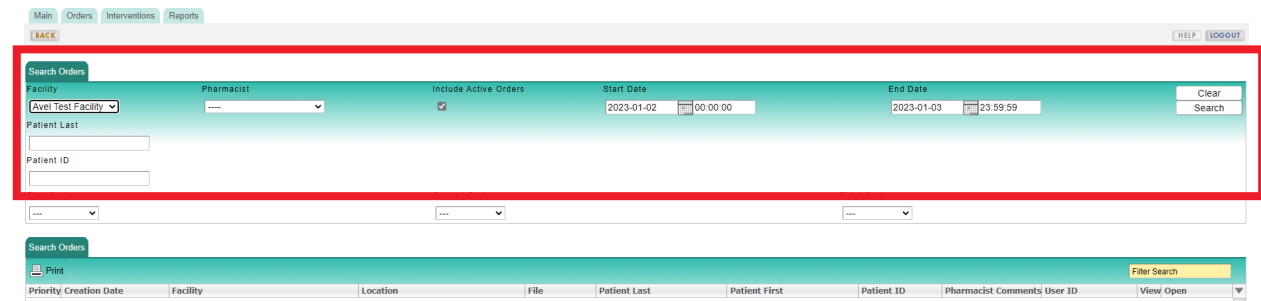 Main Orders Interventions Reports
BACK HELP LOGOUT
Search Orders
Facility Pharmacist Include Active Orders Start Date End Date
Avel Test Facility ---- 2023-01-02 00:00:00 2023-01-03 23:59:59
Clear
Search
Patient Last
Patient ID
--- --- ---
Search Orders
Print Filter Search
Priority Creation Date Facility Location File Patient Last Patient First Patient ID Pharmacist Comments User ID View Open